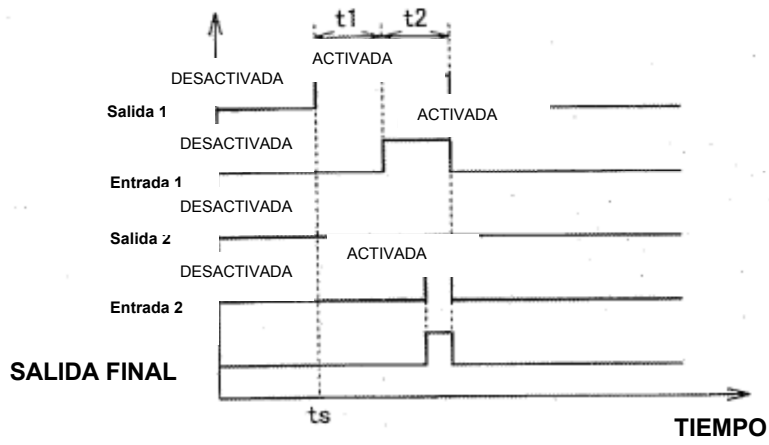 t1 t2
ACTIVADA
DESACTIVADA
Salida 1
ACTIVADA
DESACTIVADA
Entrada 1
DESACTIVADA
Salida 2
ACTIVADA
DESACTIVADA
Entrada 2
SALIDA FINAL
ts
TIEMPO